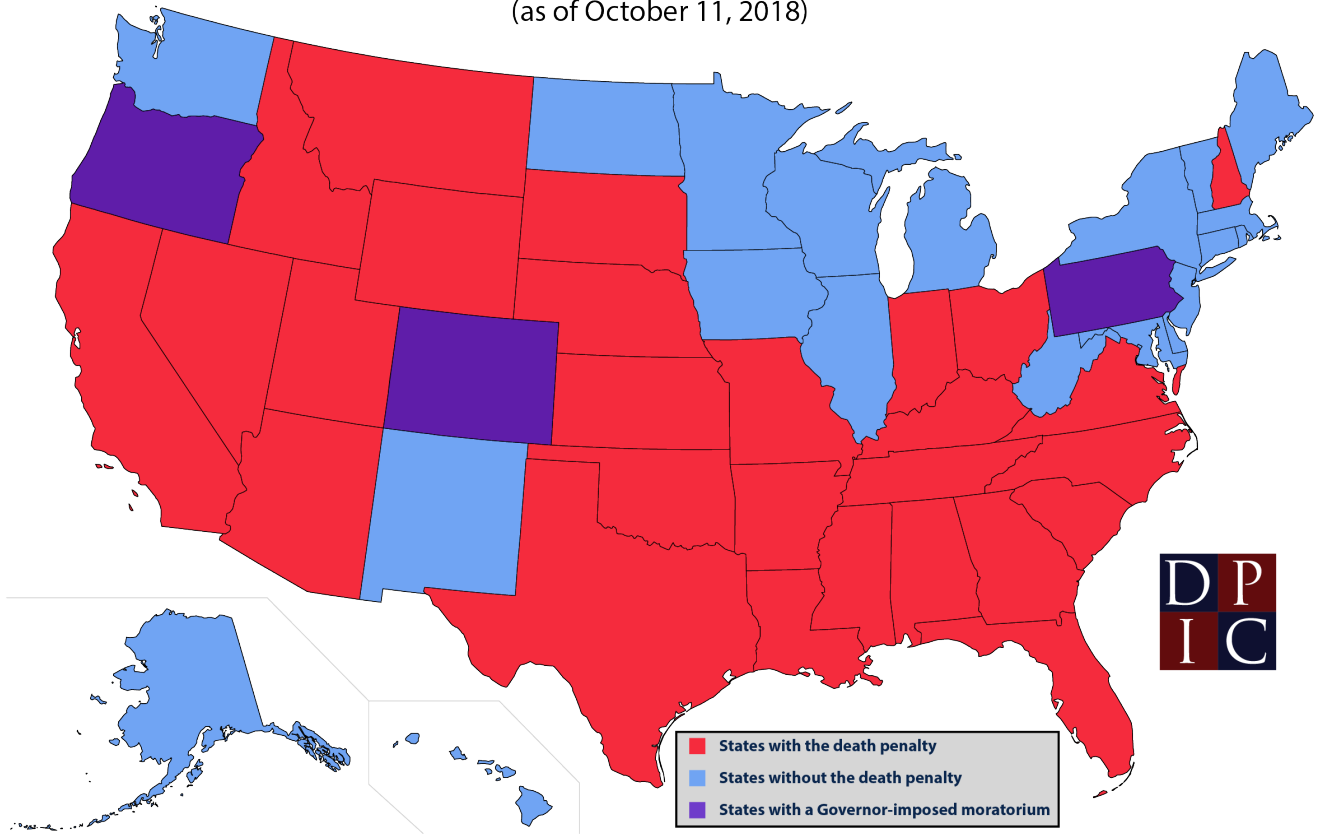 (as of October 11, 2018)
D P
I C
States with the death penalty
States without the death penalty
States with a Governor-imposed moratorium